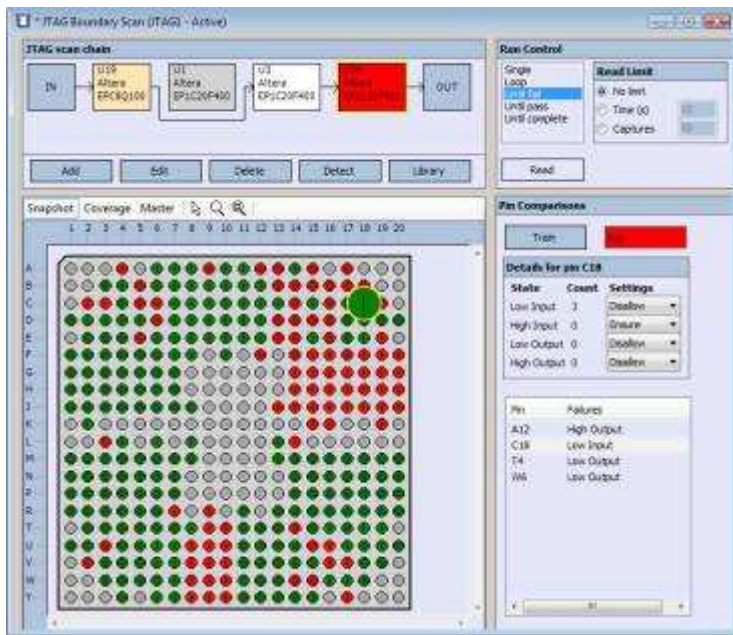 * JTAG Boundary Scan (JTAG) - Active)
JTAG scan chain
IN
U19
Altera
EPC8Q100
U1
Altera
EP1C20F400
U3
Altera
EP1C20F400
OUT
Add
Edit
Delete
Detect
Library
Run Control
Single
Loop
Until fail
Until pass
Until complete
Read Limit
No limit
Time (s)
Captures
Read
Snapshot Coverage Master
1 2 3 4 5 6 7 8 9 10 11 12 13 14 15 16 17 18 19 20
A
B
C
D
E
F
G
H
J
K
L
M
N
P
R
T
U
V
W
Y
Pin Comparisons
Train
Details for pin C18
State Count Settings
Low Input 3 Disallow
High Input 0 Ensure
Low Output 0 Disallow
High Output 0 Disallow
Pin Failures
A12 High Output
C18 Low Input
T4 Low Output
W6 Low Output